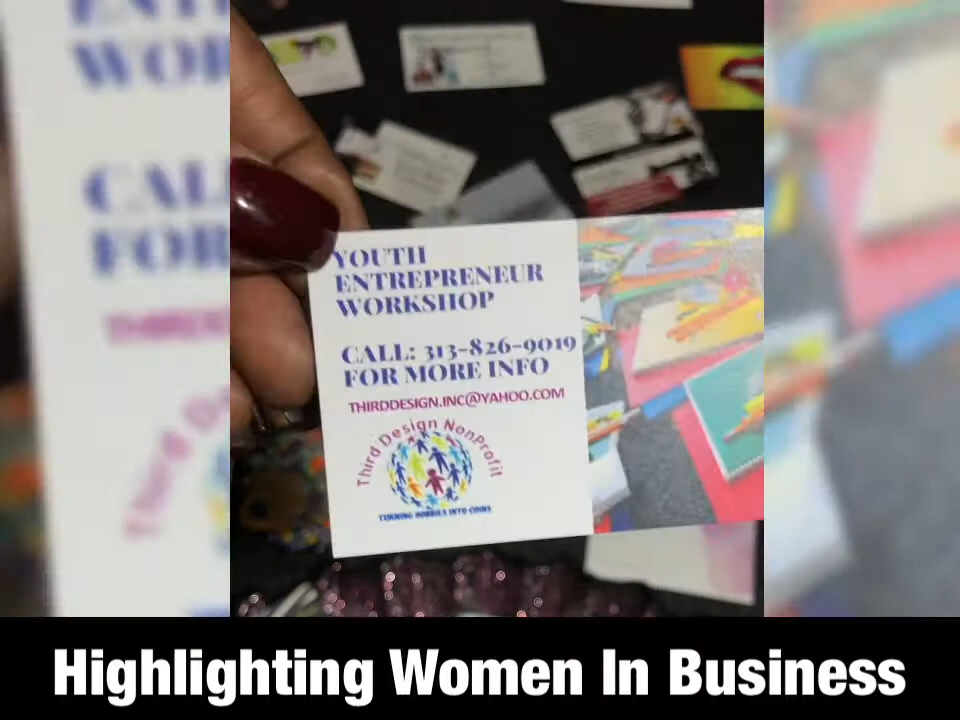 YOUTH
ENTREPRENEUR
WORKSHOP
CALL: 313-826-9019
FOR MORE INFO
THIRDDESIGN.INC@YAHOO.COM
Third Design NonProfit
TURNING HOBBIES INTO COINS
Highlighting Women In Business